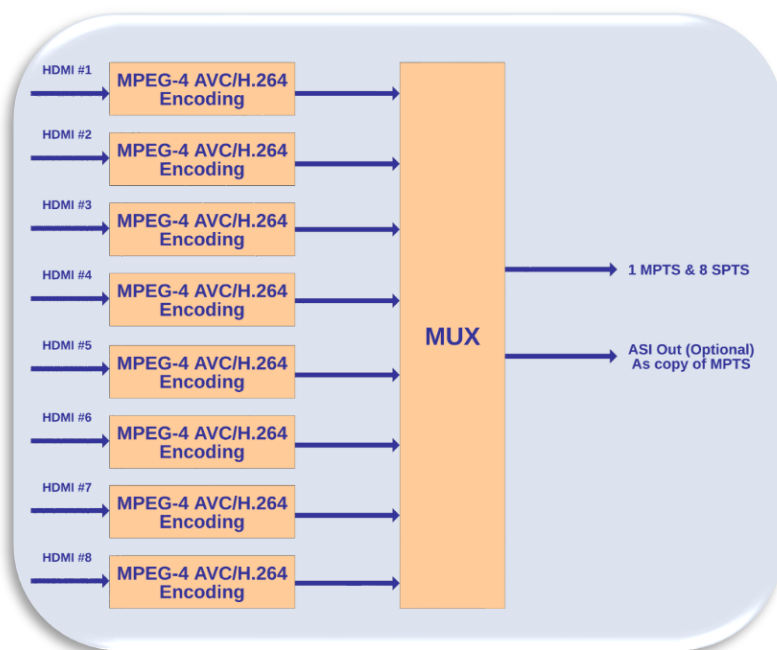 HDMI #1
MPEG-4 AVC/H.264
Encoding
HDMI #2
MPEG-4 AVC/H.264
Encoding
HDMI #3
MPEG-4 AVC/H.264
Encoding
HDMI #4
MPEG-4 AVC/H.264
Encoding
HDMI #5
MPEG-4 AVC/H.264
Encoding
HDMI #6
MPEG-4 AVC/H.264
Encoding
HDMI #7
MPEG-4 AVC/H.264
Encoding
HDMI #8
MPEG-4 AVC/H.264
Encoding
MUX
1 MPTS & 8 SPTS
ASI Out (Optional)
As copy of MPTS